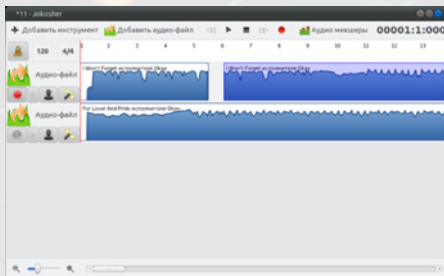 *11 - Jokosher
Добавить инструмент Добавить аудио-файл Аудио микшеры 00001:1:000
120 4/4 1 2 3 4 5 6 7 8 9 10 11 12 13
Аудио-файл
I Won't Forget исполнителя Okay
I Won't Forget исполнителя Okay
Аудио-файл
For Lover And Pride исполнителя Okay